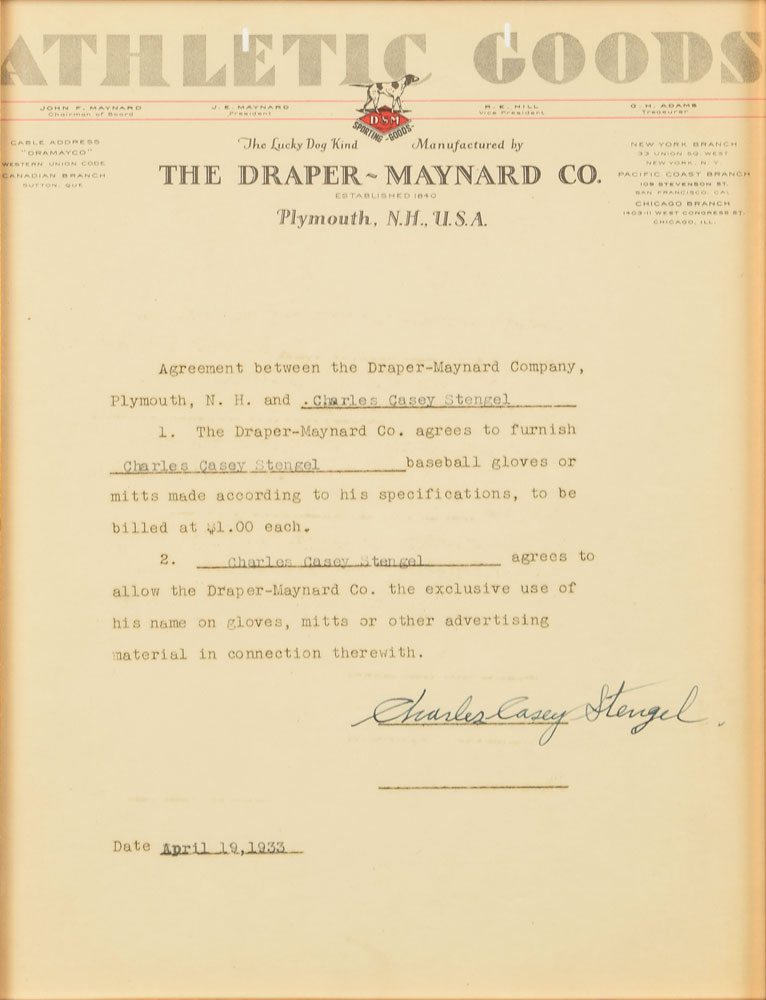 ATHLETIC GOODS
JOHN F. MAYNARD
Chairman of Board
J. E. MAYNARD
President
D&M
SPORTING-GOODS-
R. E. HILL
Vice President
G. H. ADAMS
Treasurer
CABLE ADDRESS
"DRAMAYCO"
WESTERN UNION CODE
CANADIAN BRANCH
SUTTON, QUE.
The Lucky Dog Kind Manufactured by
THE DRAPER~MAYNARD CO.
ESTABLISHED 1840
Plymouth, N.H., U.S.A.
NEW YORK BRANCH
33 UNION SQ. WEST
NEW YORK, N. Y.
PACIFIC COAST BRANCH
109 STEVENSON ST.
SAN FRANCISCO, CAL.
CHICAGO BRANCH
1403-11 WEST CONGRESS ST.
CHICAGO, ILL.
Agreement between the Draper-Maynard Company,
Plymouth, N. H. and .Charles Casey Stengel
1. The Draper-Maynard Co. agrees to furnish
Charles Casey Stengel baseball gloves or
mitts made according to his specifications, to be
billed at $1.00 each.
2. Charles Casey Stengel agrees to
allow the Draper-Maynard Co. the exclusive use of
his name on gloves, mitts or other advertising
material in connection therewith.
Charles Casey Stengel.
Date April 19,1933